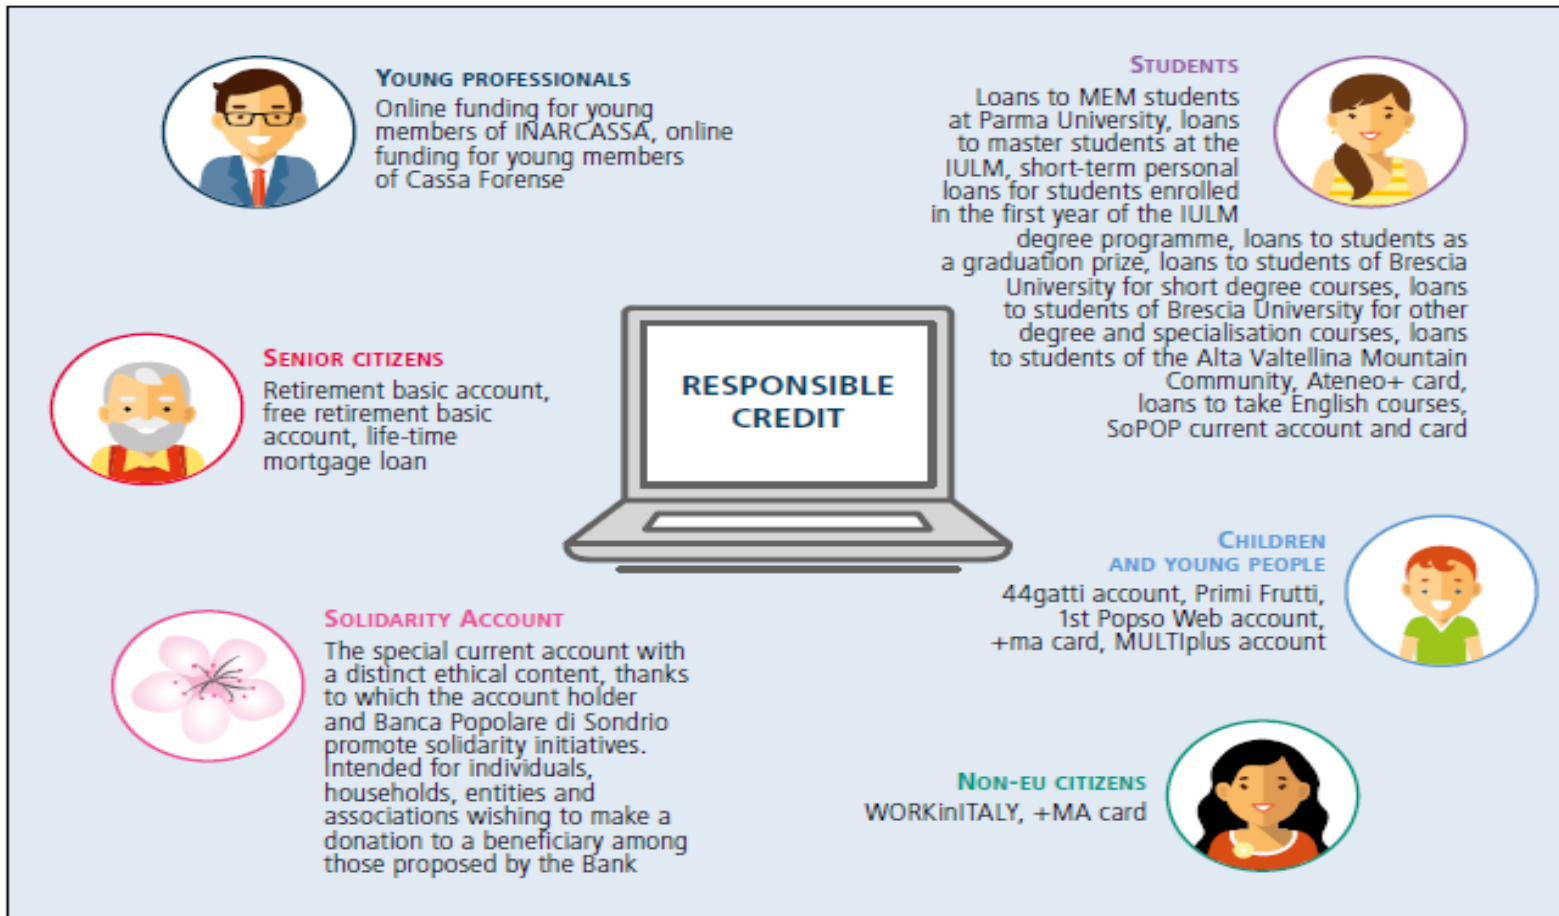 YOUNG PROFESSIONALS
Online funding for young
members of INARCASSA, online
funding for young members
of Cassa Forense
STUDENTS
Loans to MEM students
at Parma University, loans
to master students at the
IULM, short-term personal
loans for students enrolled
in the first year of the IULM
degree programme, loans to students as
a graduation prize, loans to students of Brescia
University for short degree courses, loans
to students of Brescia University for other
degree and specialisation courses, loans
to students of the Alta Valtellina Mountain
Community, Ateneo+ card,
loans to take English courses,
SoPOP current account and card
SENIOR CITIZENS
Retirement basic account,
free retirement basic
account, life-time
mortgage loan
RESPONSIBLE
CREDIT
CHILDREN
AND YOUNG PEOPLE
44gatti account, Primi Frutti,
1st Popso Web account,
+ma card, MULTIplus account
SOLIDARITY ACCOUNT
The special current account with
a distinct ethical content, thanks
to which the account holder
and Banca Popolare di Sondrio
promote solidarity initiatives.
Intended for individuals,
households, entities and
associations wishing to make a
donation to a beneficiary among
those proposed by the Bank
NON-EU CITIZENS
WORKinITALY, +MA card